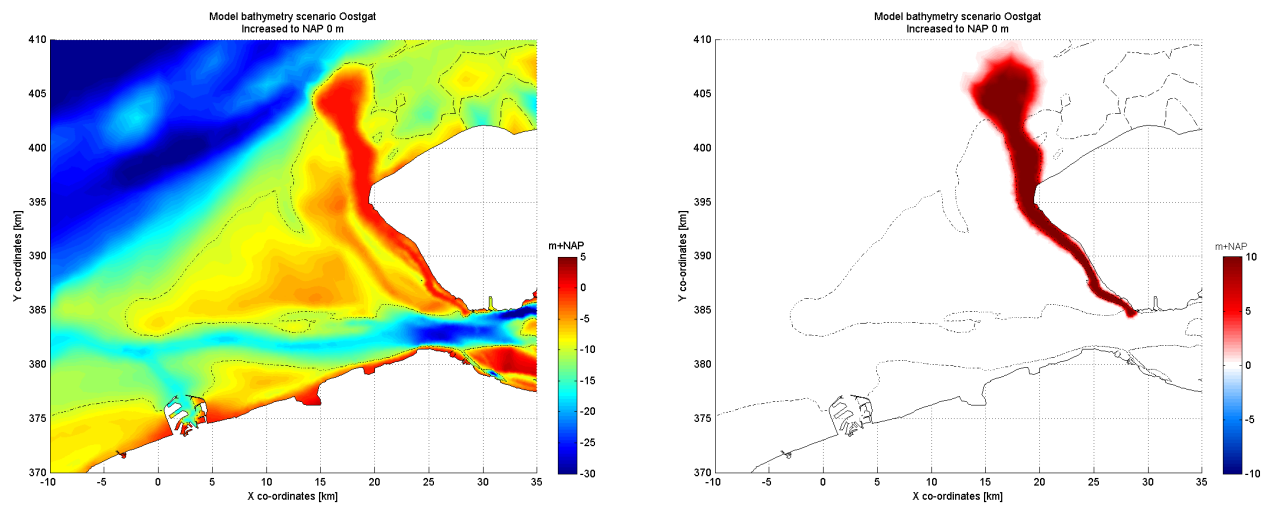 Model bathymetry scenario Oostgat
Increased to NAP 0 m
410
405
400
395
390
385
380
375
370
Y co-ordinates [km]
-10 -5 0 5 10 15 20 25 30 35
X co-ordinates [km]
m+NAP
5
0
-5
-10
-15
-20
-25
-30
Model bathymetry scenario Oostgat
Increased to NAP 0 m
410
405
400
395
390
385
380
375
370
Y co-ordinates [km]
-10 -5 0 5 10 15 20 25 30 35
X co-ordinates [km]
m+NAP
10
5
0
-5
-10